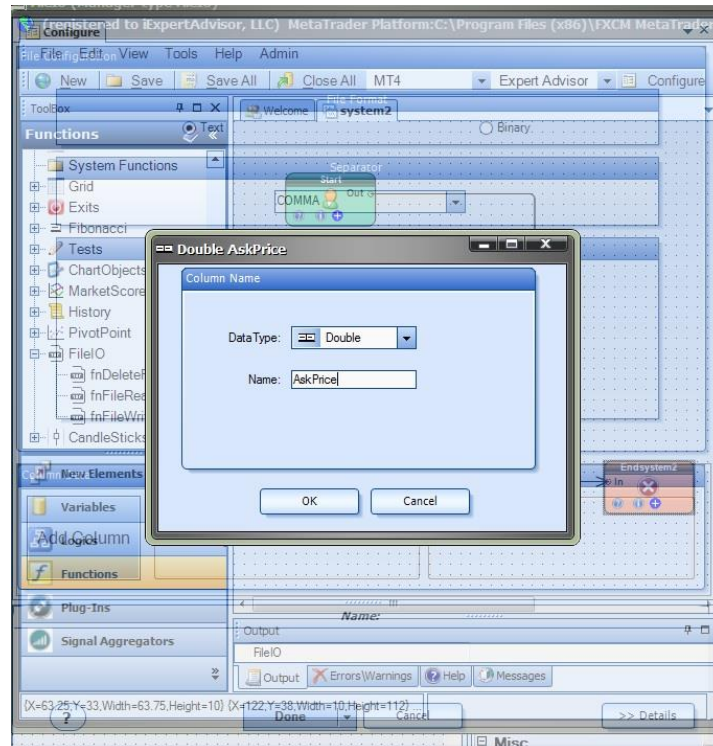 (registered to iExpertAdvisor, LLC) MetaTrader Platform:C:\Program Files (x86)\FXCM MetaTrader
Configure
File Edit View Tools Help Admin
New Save Save All Close All MT4 Expert Advisor Configure
ToolBox
Welcome system2
File Format
Functions
Text
Binary
System Functions
Separator
Grid
Start
Exits
COMMA
Out
Fibonacci
Tests
Double AskPrice
ChartObjects
Column Name
MarketScore
History
DataType: Double
PivotPoint
FileIO
Name: AskPrice
fnDeleteF
fnFileRea
fnFileWri
CandleSticks
New Elements
Endsystem2
In
Variables
OK Cancel
Add Column
Logics
Functions
Plug-Ins
Name:
Signal Aggregators
Output
FileIO
Output Errors\Warnings Help Messages
{X=63.25,Y=33,Width=63.75,Height=10} {X=122,Y=38,Width=10,Height=112}
? Done Cancel >> Details
Misc